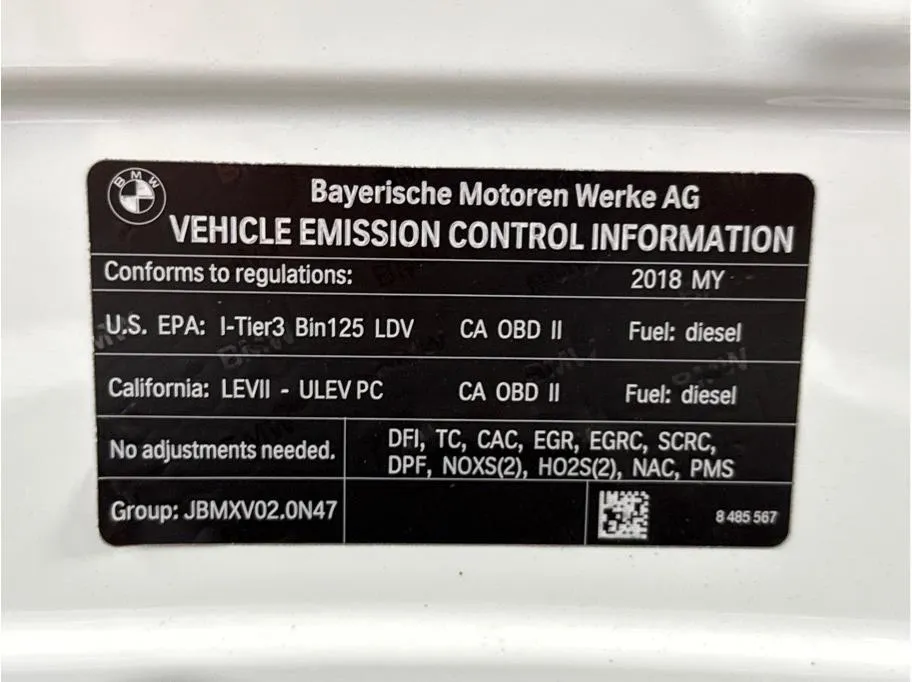 BMW
Bayerische Motoren Werke AG
VEHICLE EMISSION CONTROL INFORMATION
Conforms to regulations: 2018 MY
U.S. EPA: I-Tier3 Bin125 LDV CA OBD II Fuel: diesel
California: LEVII - ULEV PC CA OBD II Fuel: diesel
No adjustments needed.
DFI, TC, CAC, EGR, EGRC, SCRC,
DPF, NOXS(2), HO2S(2), NAC, PMS
Group: JBMXV02.0N47
8 485 567